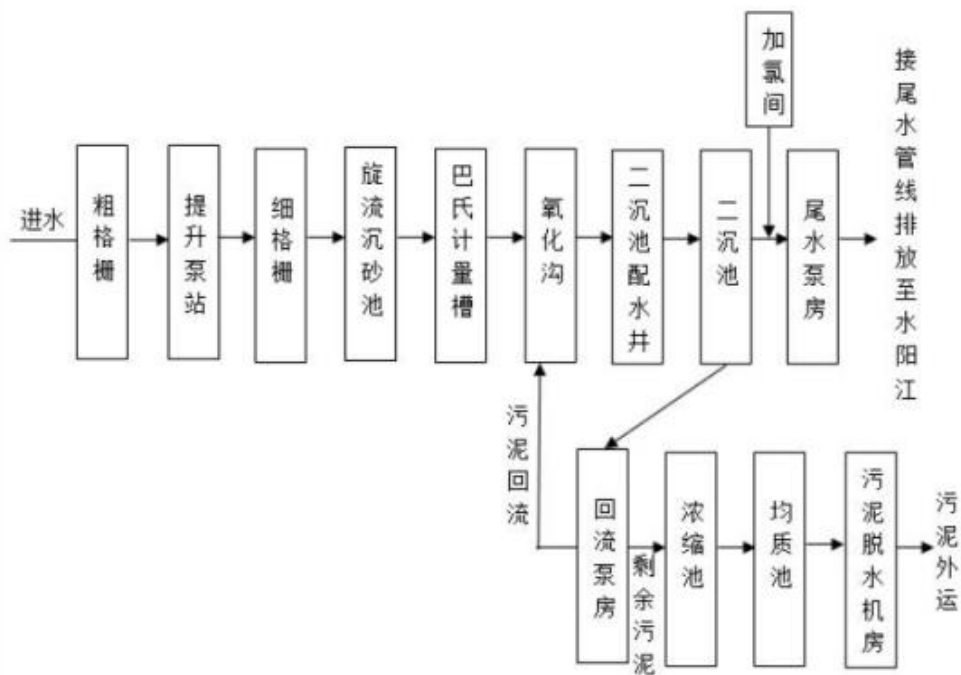 加氯间
接尾水管线排放至水阳江
进水
粗格栅
提升泵站
细格栅
旋流沉砂池
巴氏计量槽
氧化沟
二沉池配水井
二沉池
尾水泵房
污泥回流
回流泵房
剩余污泥
浓缩池
均质池
污泥脱水机房
污泥外运